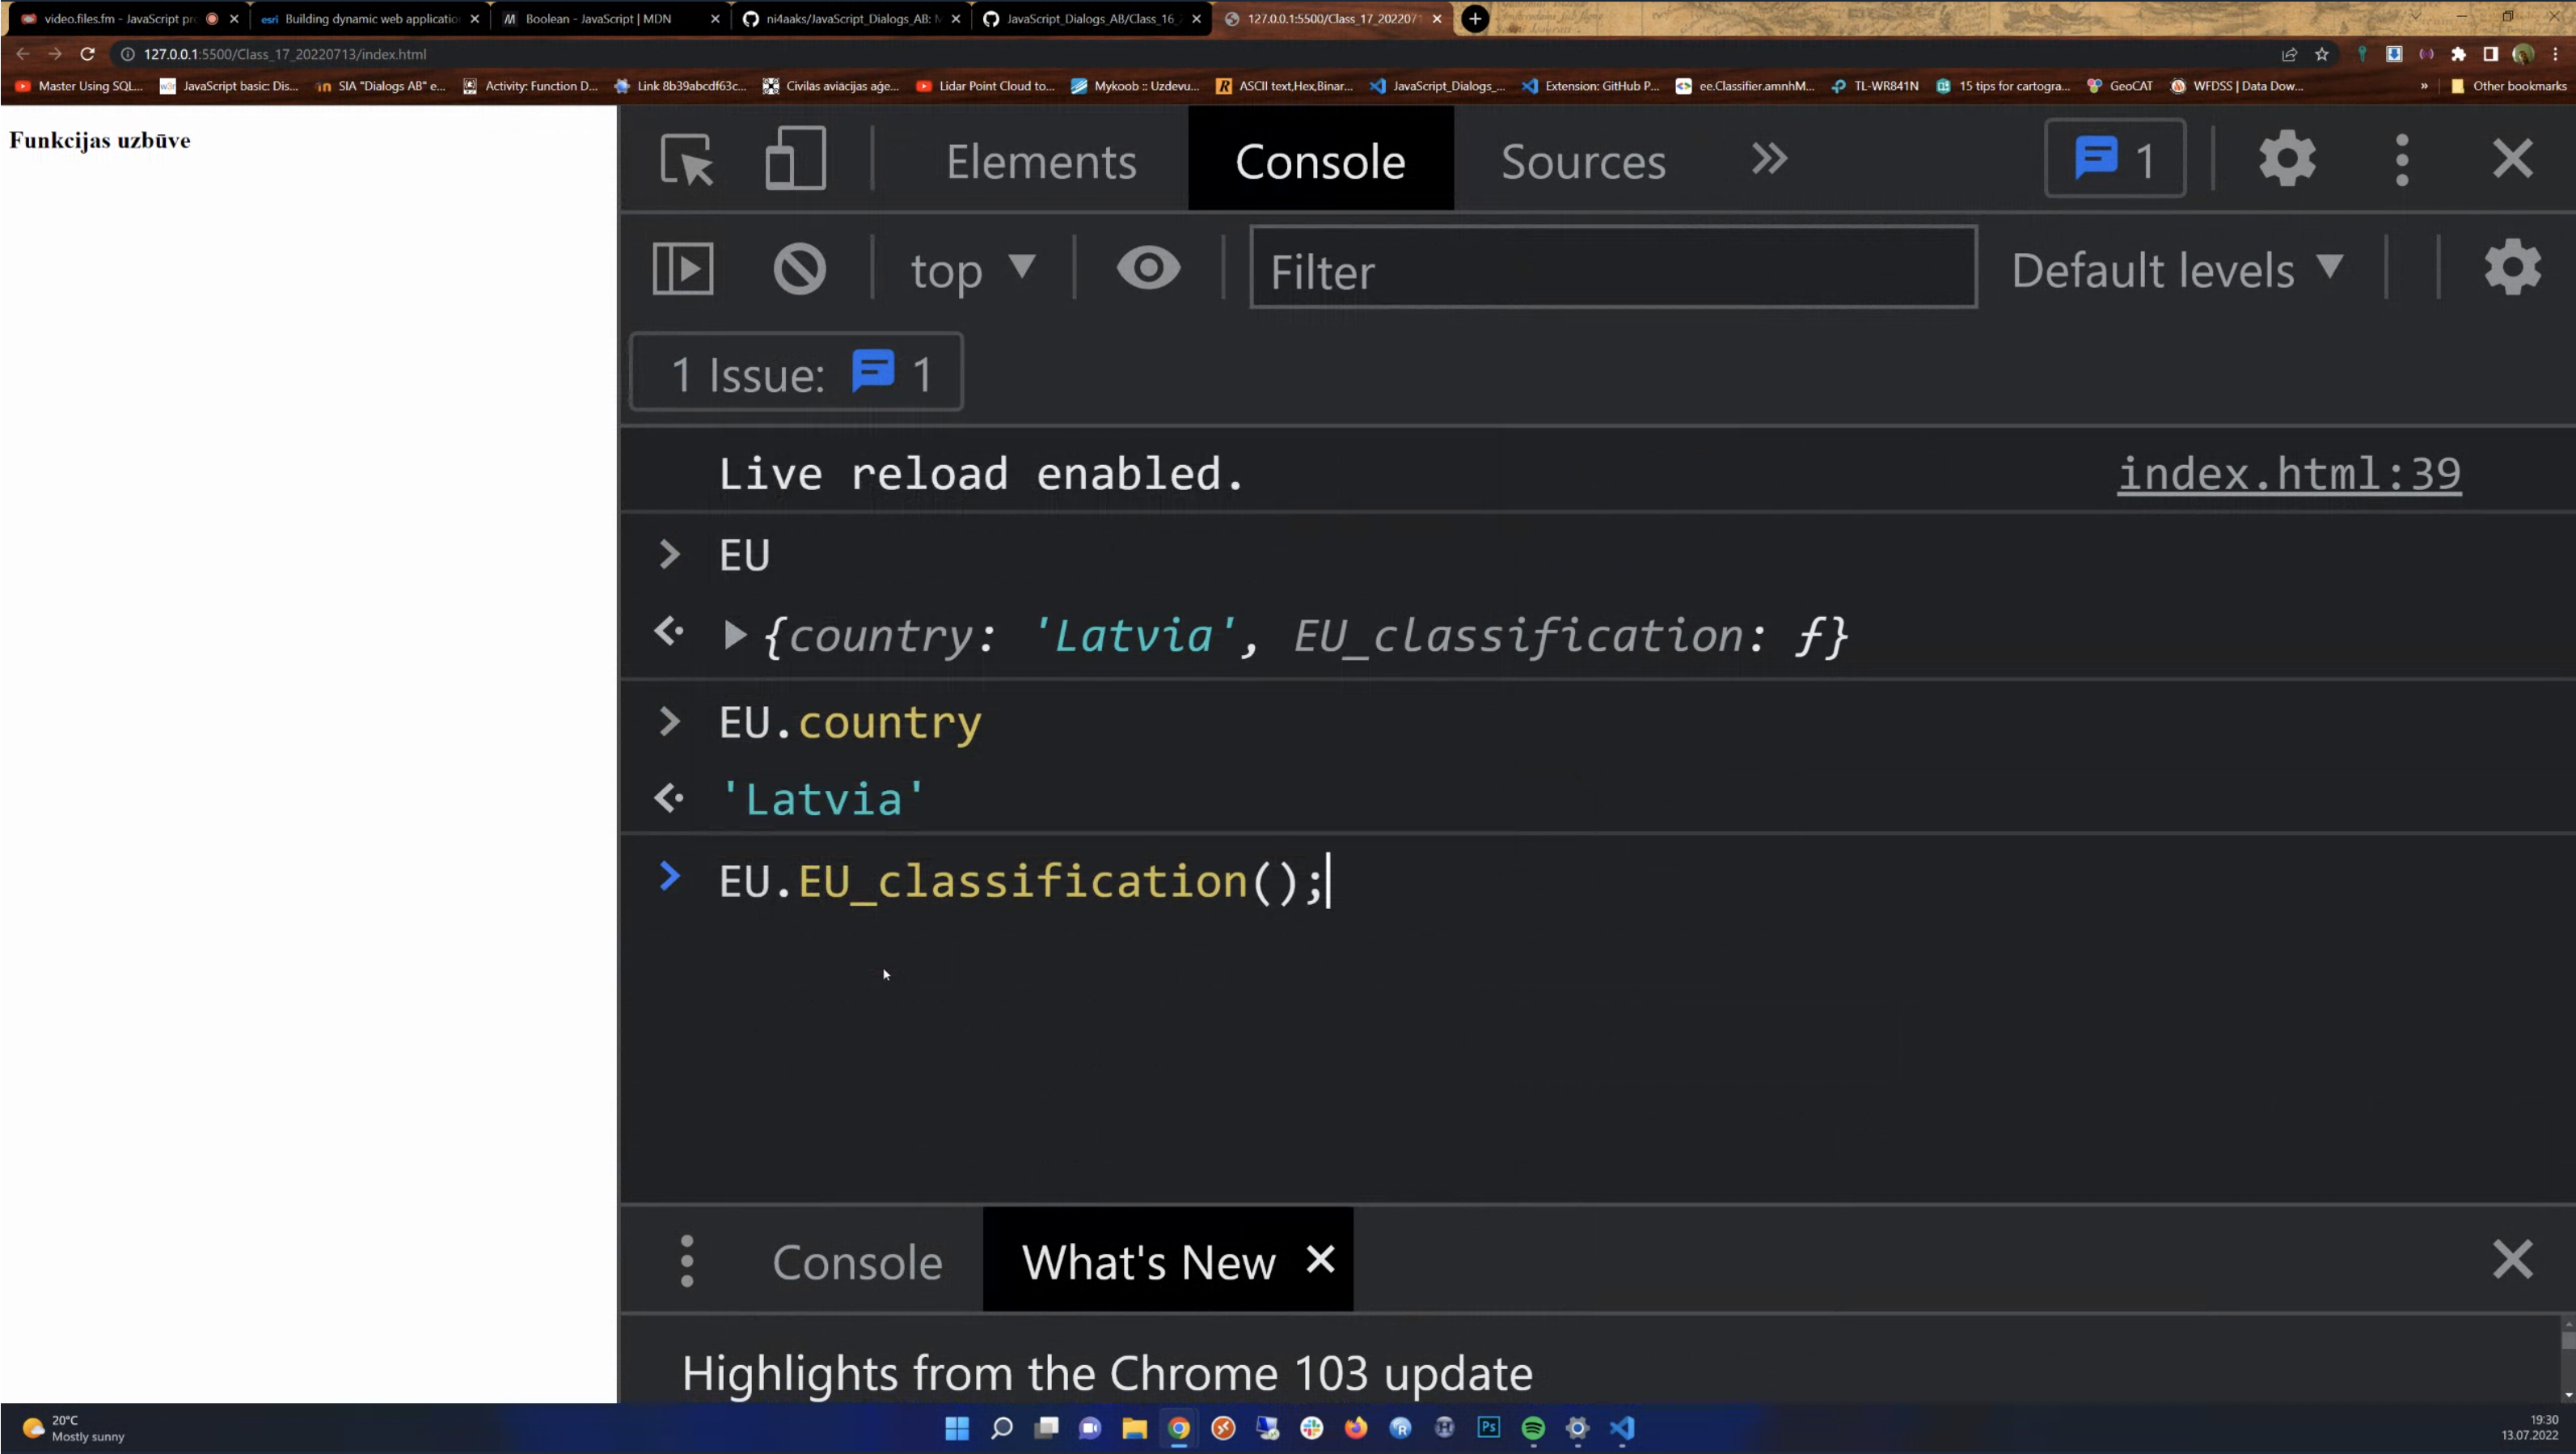 video.files.fm - JavaScript pr
esri Building dynamic web applicatio
Boolean - JavaScript | MDN
ni4aaks/JavaScript_Dialogs_AB: M
JavaScript_Dialogs_AB/Class_16_
127.0.0.1:5500/Class_17_202207
127.0.0.1:5500/Class_17_20220713/index.html
Master Using SQL...
JavaScript basic: Dis...
SIA "Dialogs AB" e...
Activity: Function D...
Link 8b39abcdf63c...
Civilās aviācijas aģe...
Lidar Point Cloud to...
Mykoob :: Uzdevu...
ASCII text,Hex,Binar...
JavaScript_Dialogs_...
Extension: GitHub P...
ee.Classifier.amnhM...
TL-WR841N
15 tips for cartogra...
GeoCAT
WFDSS | Data Dow...
»
Other bookmarks
Funkcijas uzbūve
Elements Console Sources 1
top Filter Default levels
1 Issue: 1
Live reload enabled. index.html:39
> EU
{country: 'Latvia', EU_classification: ƒ}
> EU.country
'Latvia'
> EU.EU_classification();
Console What's New
Highlights from the Chrome 103 update
20°C
Mostly sunny
Ps
19:30
13.07.2022